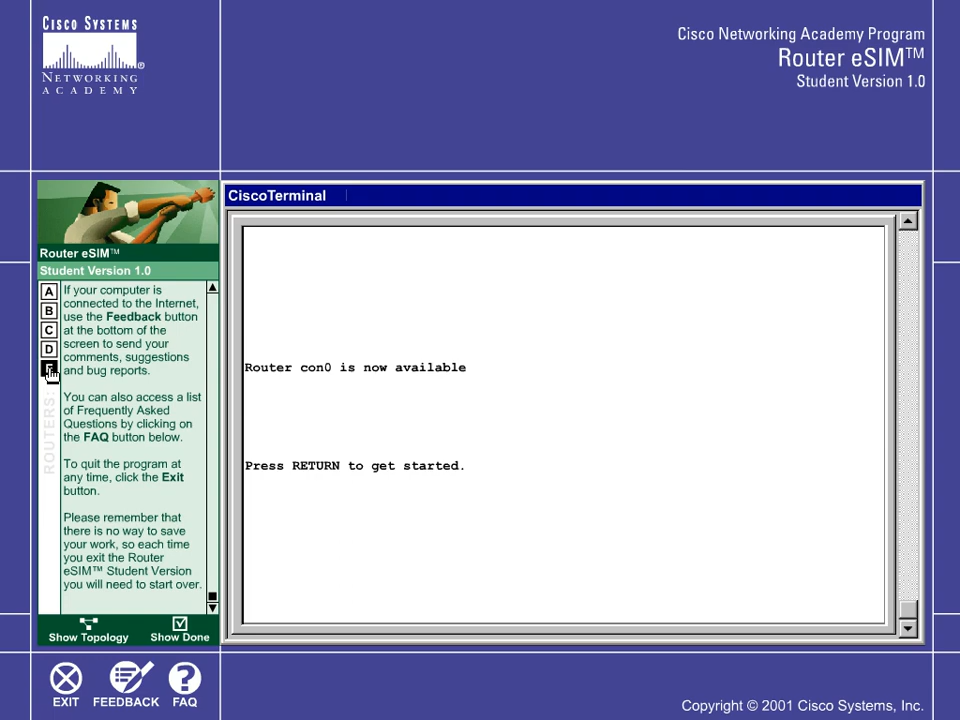 CISCO SYSTEMS
®
NETWORKING
ACADEMY
Cisco Networking Academy Program
Router eSIM™
Student Version 1.0
CiscoTerminal
Router eSIM™
Student Version 1.0
A
B
C
D
ROUTERS:
If your computer is
connected to the Internet,
use the Feedback button
at the bottom of the
screen to send your
comments, suggestions
and bug reports.
You can also access a list
of Frequently Asked
Questions by clicking on
the FAQ button below.
To quit the program at
any time, click the Exit
button.
Please remember that
there is no way to save
your work, so each time
you exit the Router
eSIM™ Student Version
you will need to start over.
Router con0 is now available
Press RETURN to get started.
Show Topology
Show Done
EXIT
FEEDBACK
FAQ
Copyright © 2001 Cisco Systems, Inc.